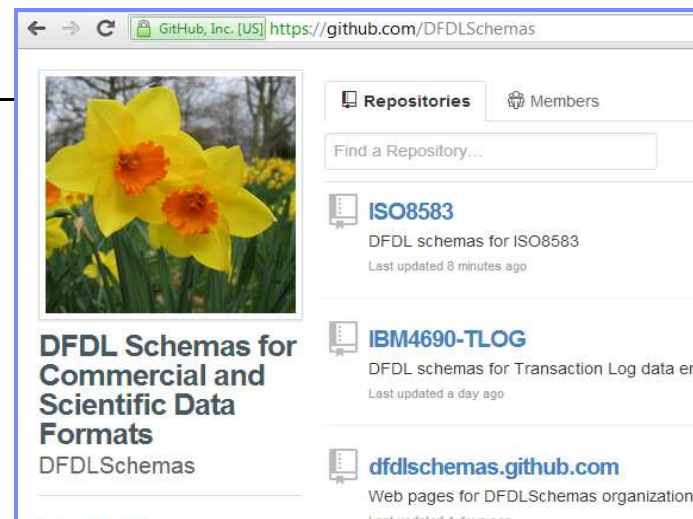 GitHub, Inc. [US] https://github.com/DFDLSchemas
Repositories Members
Find a Repository...
ISO8583
DFDL schemas for ISO8583
Last updated 8 minutes ago
IBM4690-TLOG
DFDL schemas for Transaction Log data
Last updated a day ago
dfdlschemas.github.com
Web pages for DFDLSchemas organization
DFDL Schemas for
Commercial and
Scientific Data
Formats
DFDLSchemas